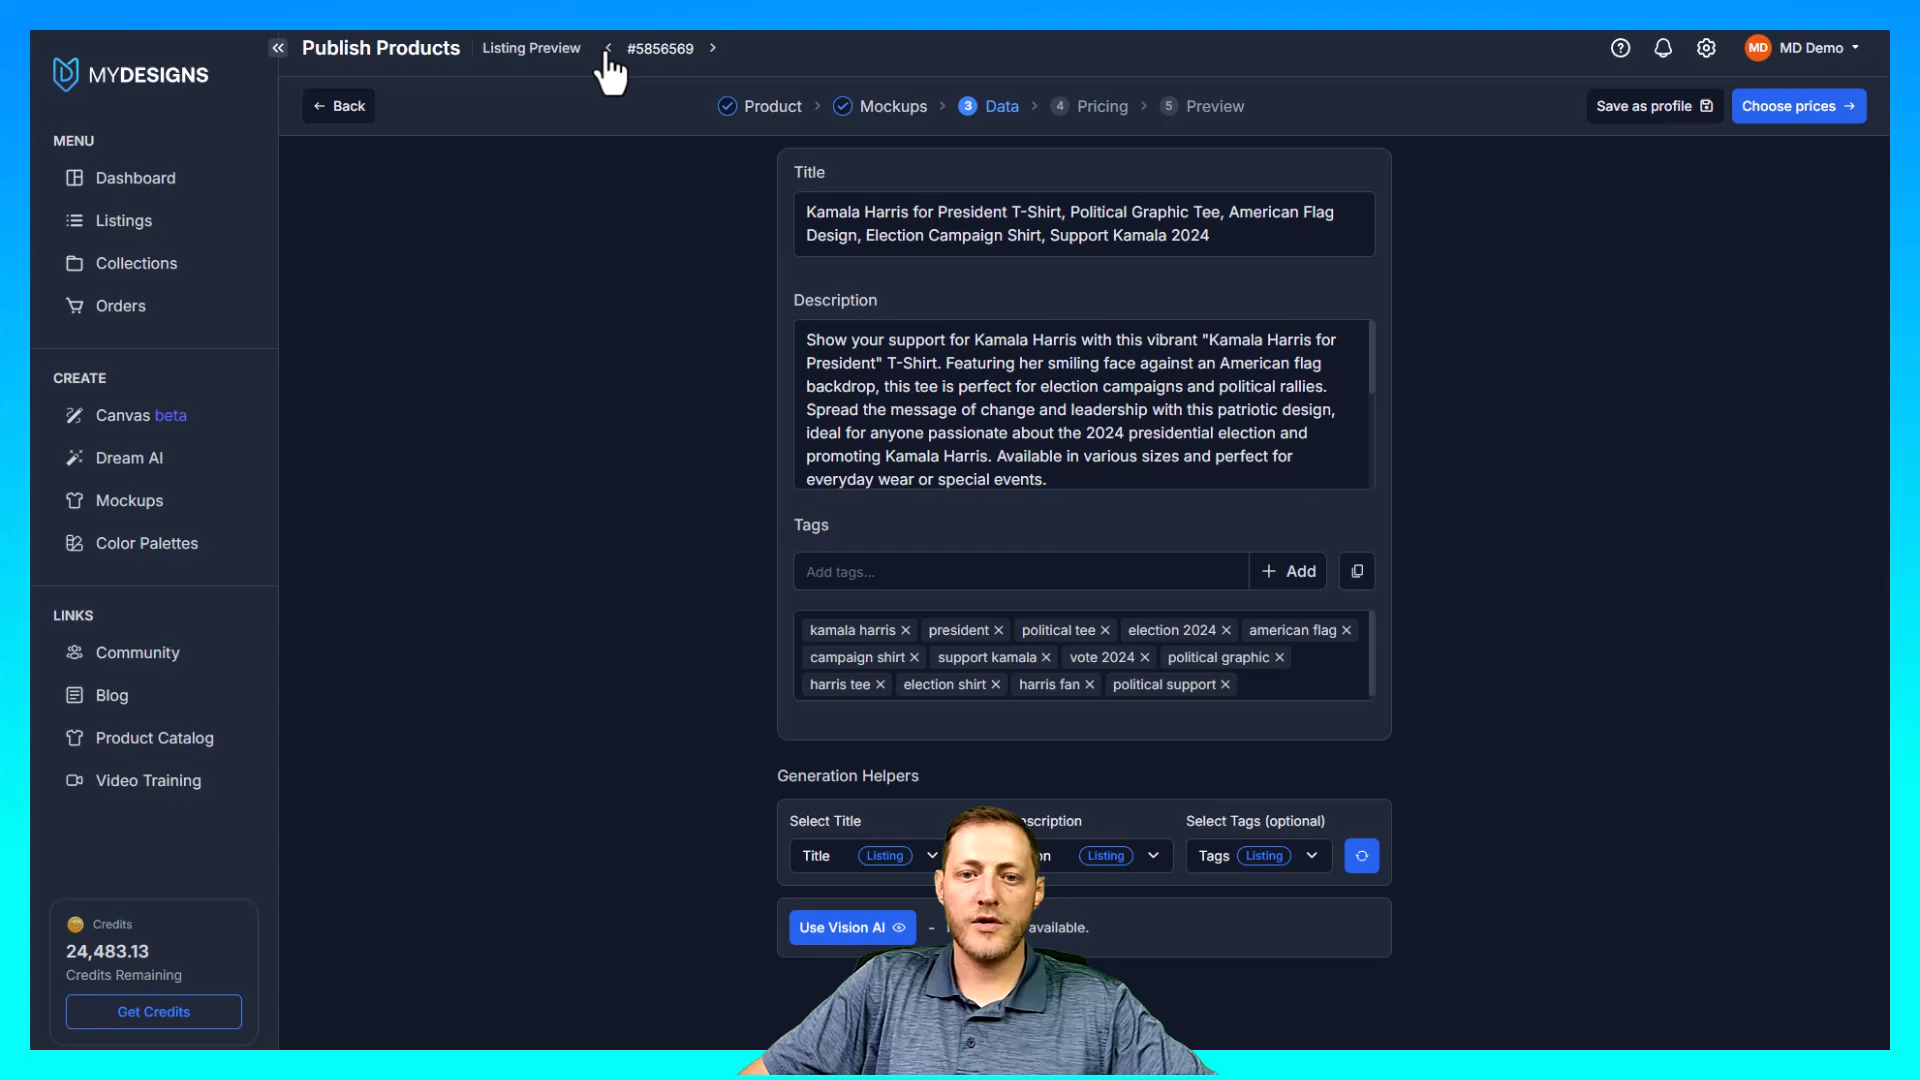 MYDESIGNS
Publish Products
Listing Preview
#5856569
MD
MD Demo
Back
Product
Mockups
3 Data
4 Pricing
5 Preview
Save as profile
Choose prices
MENU
Dashboard
Listings
Collections
Orders
CREATE
Canvas beta
Dream AI
Mockups
Color Palettes
LINKS
Community
Blog
Product Catalog
Video Training
Credits
24,483.13
Credits Remaining
Get Credits
Title
Kamala Harris for President T-Shirt, Political Graphic Tee, American Flag
Design, Election Campaign Shirt, Support Kamala 2024
Description
Show your support for Kamala Harris with this vibrant "Kamala Harris for
President" T-Shirt. Featuring her smiling face against an American flag
backdrop, this tee is perfect for election campaigns and political rallies.
Spread the message of change and leadership with this patriotic design,
ideal for anyone passionate about the 2024 presidential election and
promoting Kamala Harris. Available in various sizes and perfect for
everyday wear or special events.
Tags
Add tags...
+ Add
kamala harris × president × political tee × election 2024 × american flag ×
campaign shirt × support kamala × vote 2024 × political graphic ×
harris tee × election shirt × harris fan × political support ×
Generation Helpers
Select Title
scription
Select Tags (optional)
Title Listing
on Listing
Tags Listing
Use Vision AI
- available.